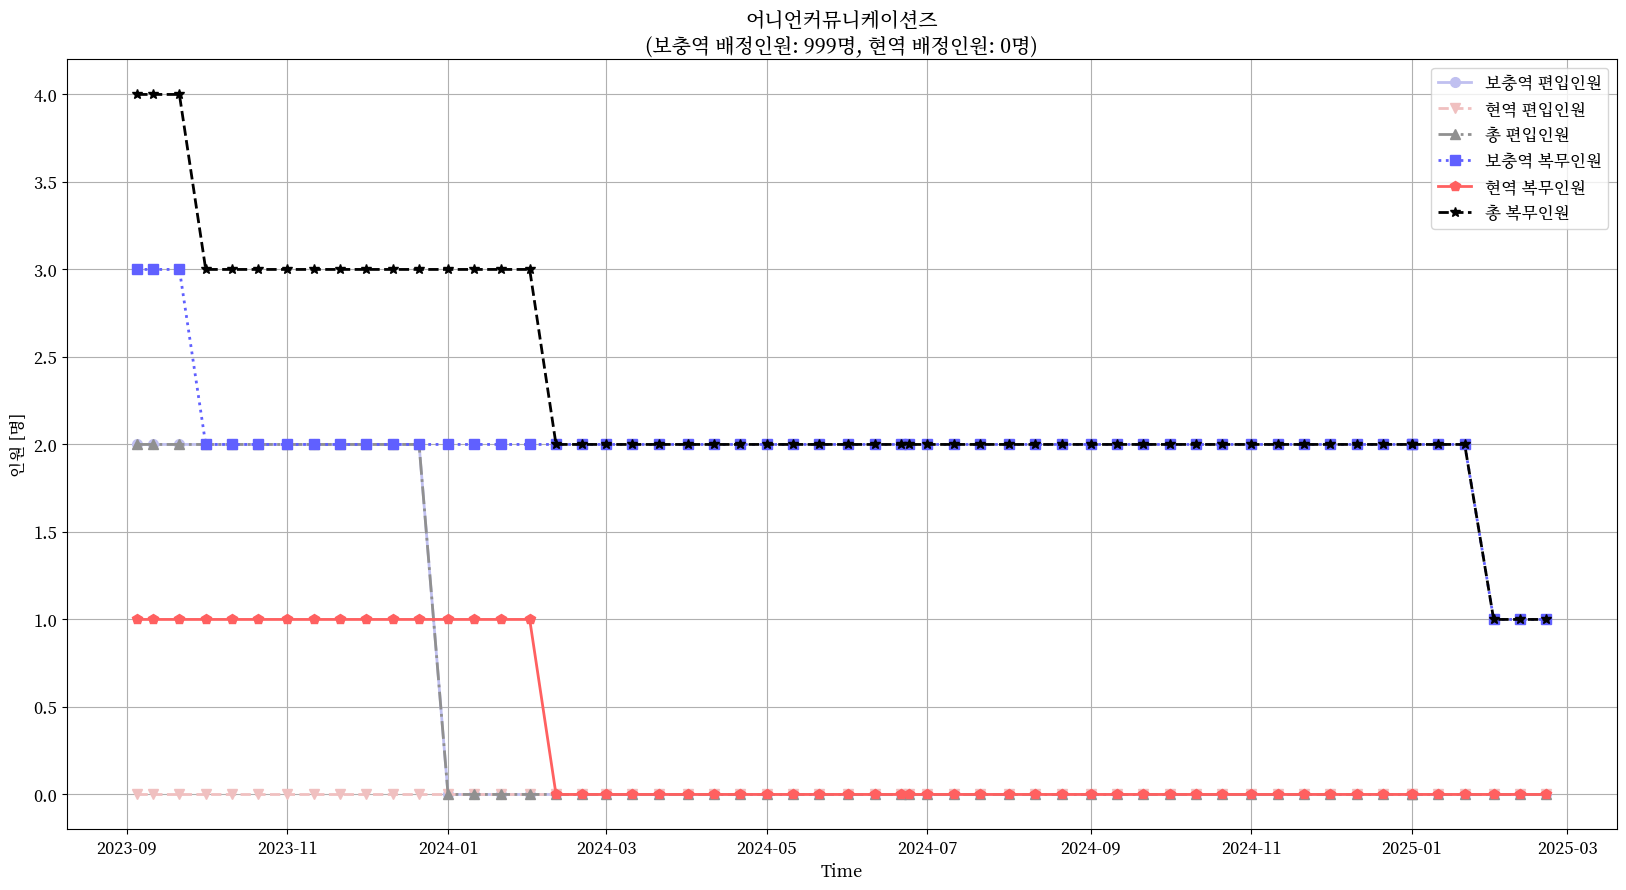 어니언커뮤니케이션즈
(보충역 배정인원: 999명, 현역 배정인원: 0명)
보충역 편입인원
현역 편입인원
총 편입인원
보충역 복무인원
현역 복무인원
총 복무인원
인원 [명]
4.0
3.5
3.0
2.5
2.0
1.5
1.0
0.5
0.0
2023-09 2023-11 2024-01 2024-03 2024-05 2024-07 2024-09 2024-11 2025-01 2025-03
Time